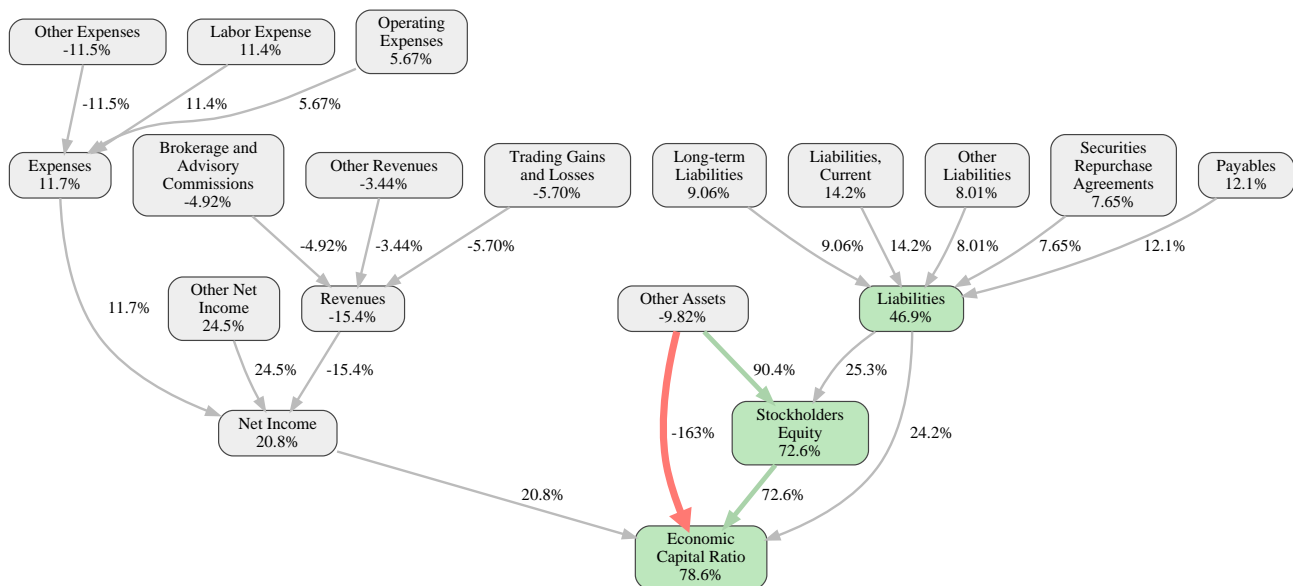 Other Expenses
-11.5%
Labor Expense
11.4%
Operating
Expenses
5.67%
-11.5%
11.4%
5.67%
Expenses
11.7%
Brokerage and
Advisory
Commissions
-4.92%
Other Revenues
-3.44%
Trading Gains
and Losses
-5.70%
Long-term
Liabilities
9.06%
Liabilities,
Current
14.2%
Other
Liabilities
8.01%
Securities
Repurchase
Agreements
7.65%
Payables
12.1%
-4.92%
-3.44%
-5.70%
9.06%
14.2%
8.01%
7.65%
12.1%
11.7%
Other Net
Income
24.5%
Revenues
-15.4%
Other Assets
-9.82%
Liabilities
46.9%
24.5%
-15.4%
90.4%
25.3%
Net Income
20.8%
-163%
Stockholders
Equity
72.6%
24.2%
20.8%
72.6%
Economic
Capital Ratio
78.6%